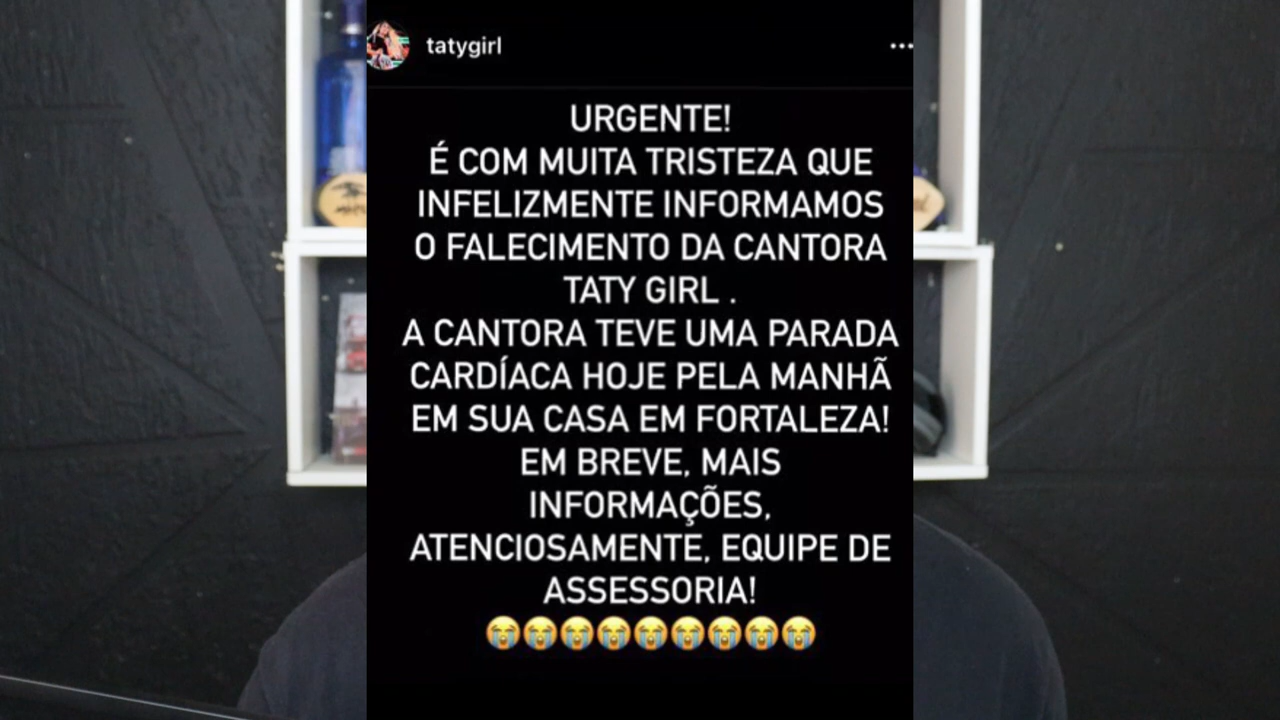 tatygirl
URGENTE!
É COM MUITA TRISTEZA QUE
INFELIZMENTE INFORMAMOS
O FALECIMENTO DA CANTORA
TATY GIRL .
A CANTORA TEVE UMA PARADA
CARDÍACA HOJE PELA MANHÃ
EM SUA CASA EM FORTALEZA!
EM BREVE, MAIS
INFORMAÇÕES,
ATENCIOSAMENTE, EQUIPE DE
ASSESSORIA!
😭😭😭😭😭😭😭😭😭